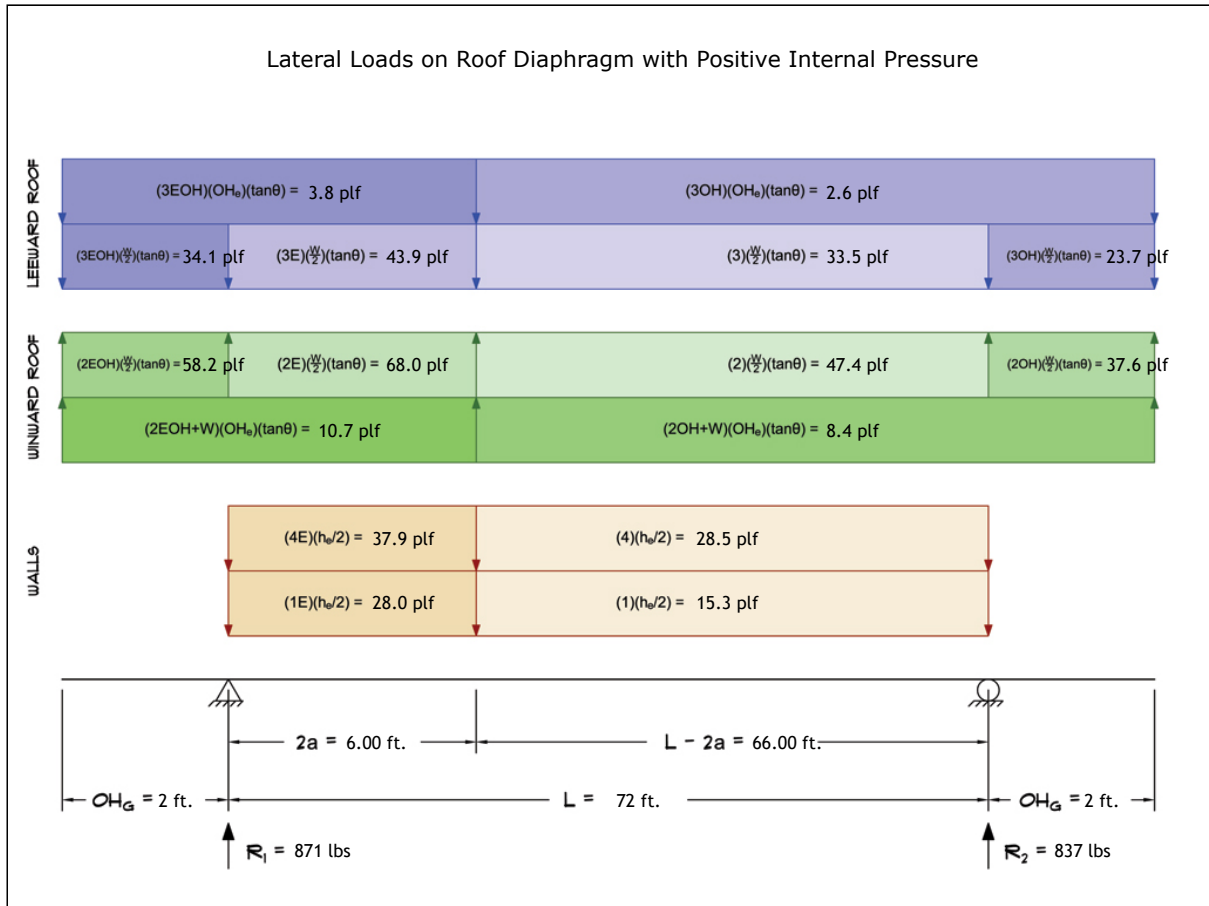 Lateral Loads on Roof Diaphragm with Positive Internal Pressure
LEEWARD ROOF
(3EOH)(OHₑ)(tanθ) = 3.8 plf
(3OH)(OHₑ)(tanθ) = 2.6 plf
(3EOH)(W/2)(tanθ) = 34.1 plf
(3E)(W/2)(tanθ) = 43.9 plf
(3)(W/2)(tanθ) = 33.5 plf
(3OH)(W/2)(tanθ) = 23.7 plf
WINWARD ROOF
(2EOH)(W/2)(tanθ) = 58.2 plf
(2E)(W/2)(tanθ) = 68.0 plf
(2)(W/2)(tanθ) = 47.4 plf
(2OH)(W/2)(tanθ) = 37.6 plf
(2EOH+W)(OHₑ)(tanθ) = 10.7 plf
(2OH+W)(OHₑ)(tanθ) = 8.4 plf
WALLS
(4E)(hₑ/2) = 37.9 plf
(4)(hₑ/2) = 28.5 plf
(1E)(hₑ/2) = 28.0 plf
(1)(hₑ/2) = 15.3 plf
2a = 6.00 ft.
L - 2a = 66.00 ft.
OH_G = 2 ft.
L = 72 ft.
OH_G = 2 ft.
R₁ = 871 lbs
R₂ = 837 lbs